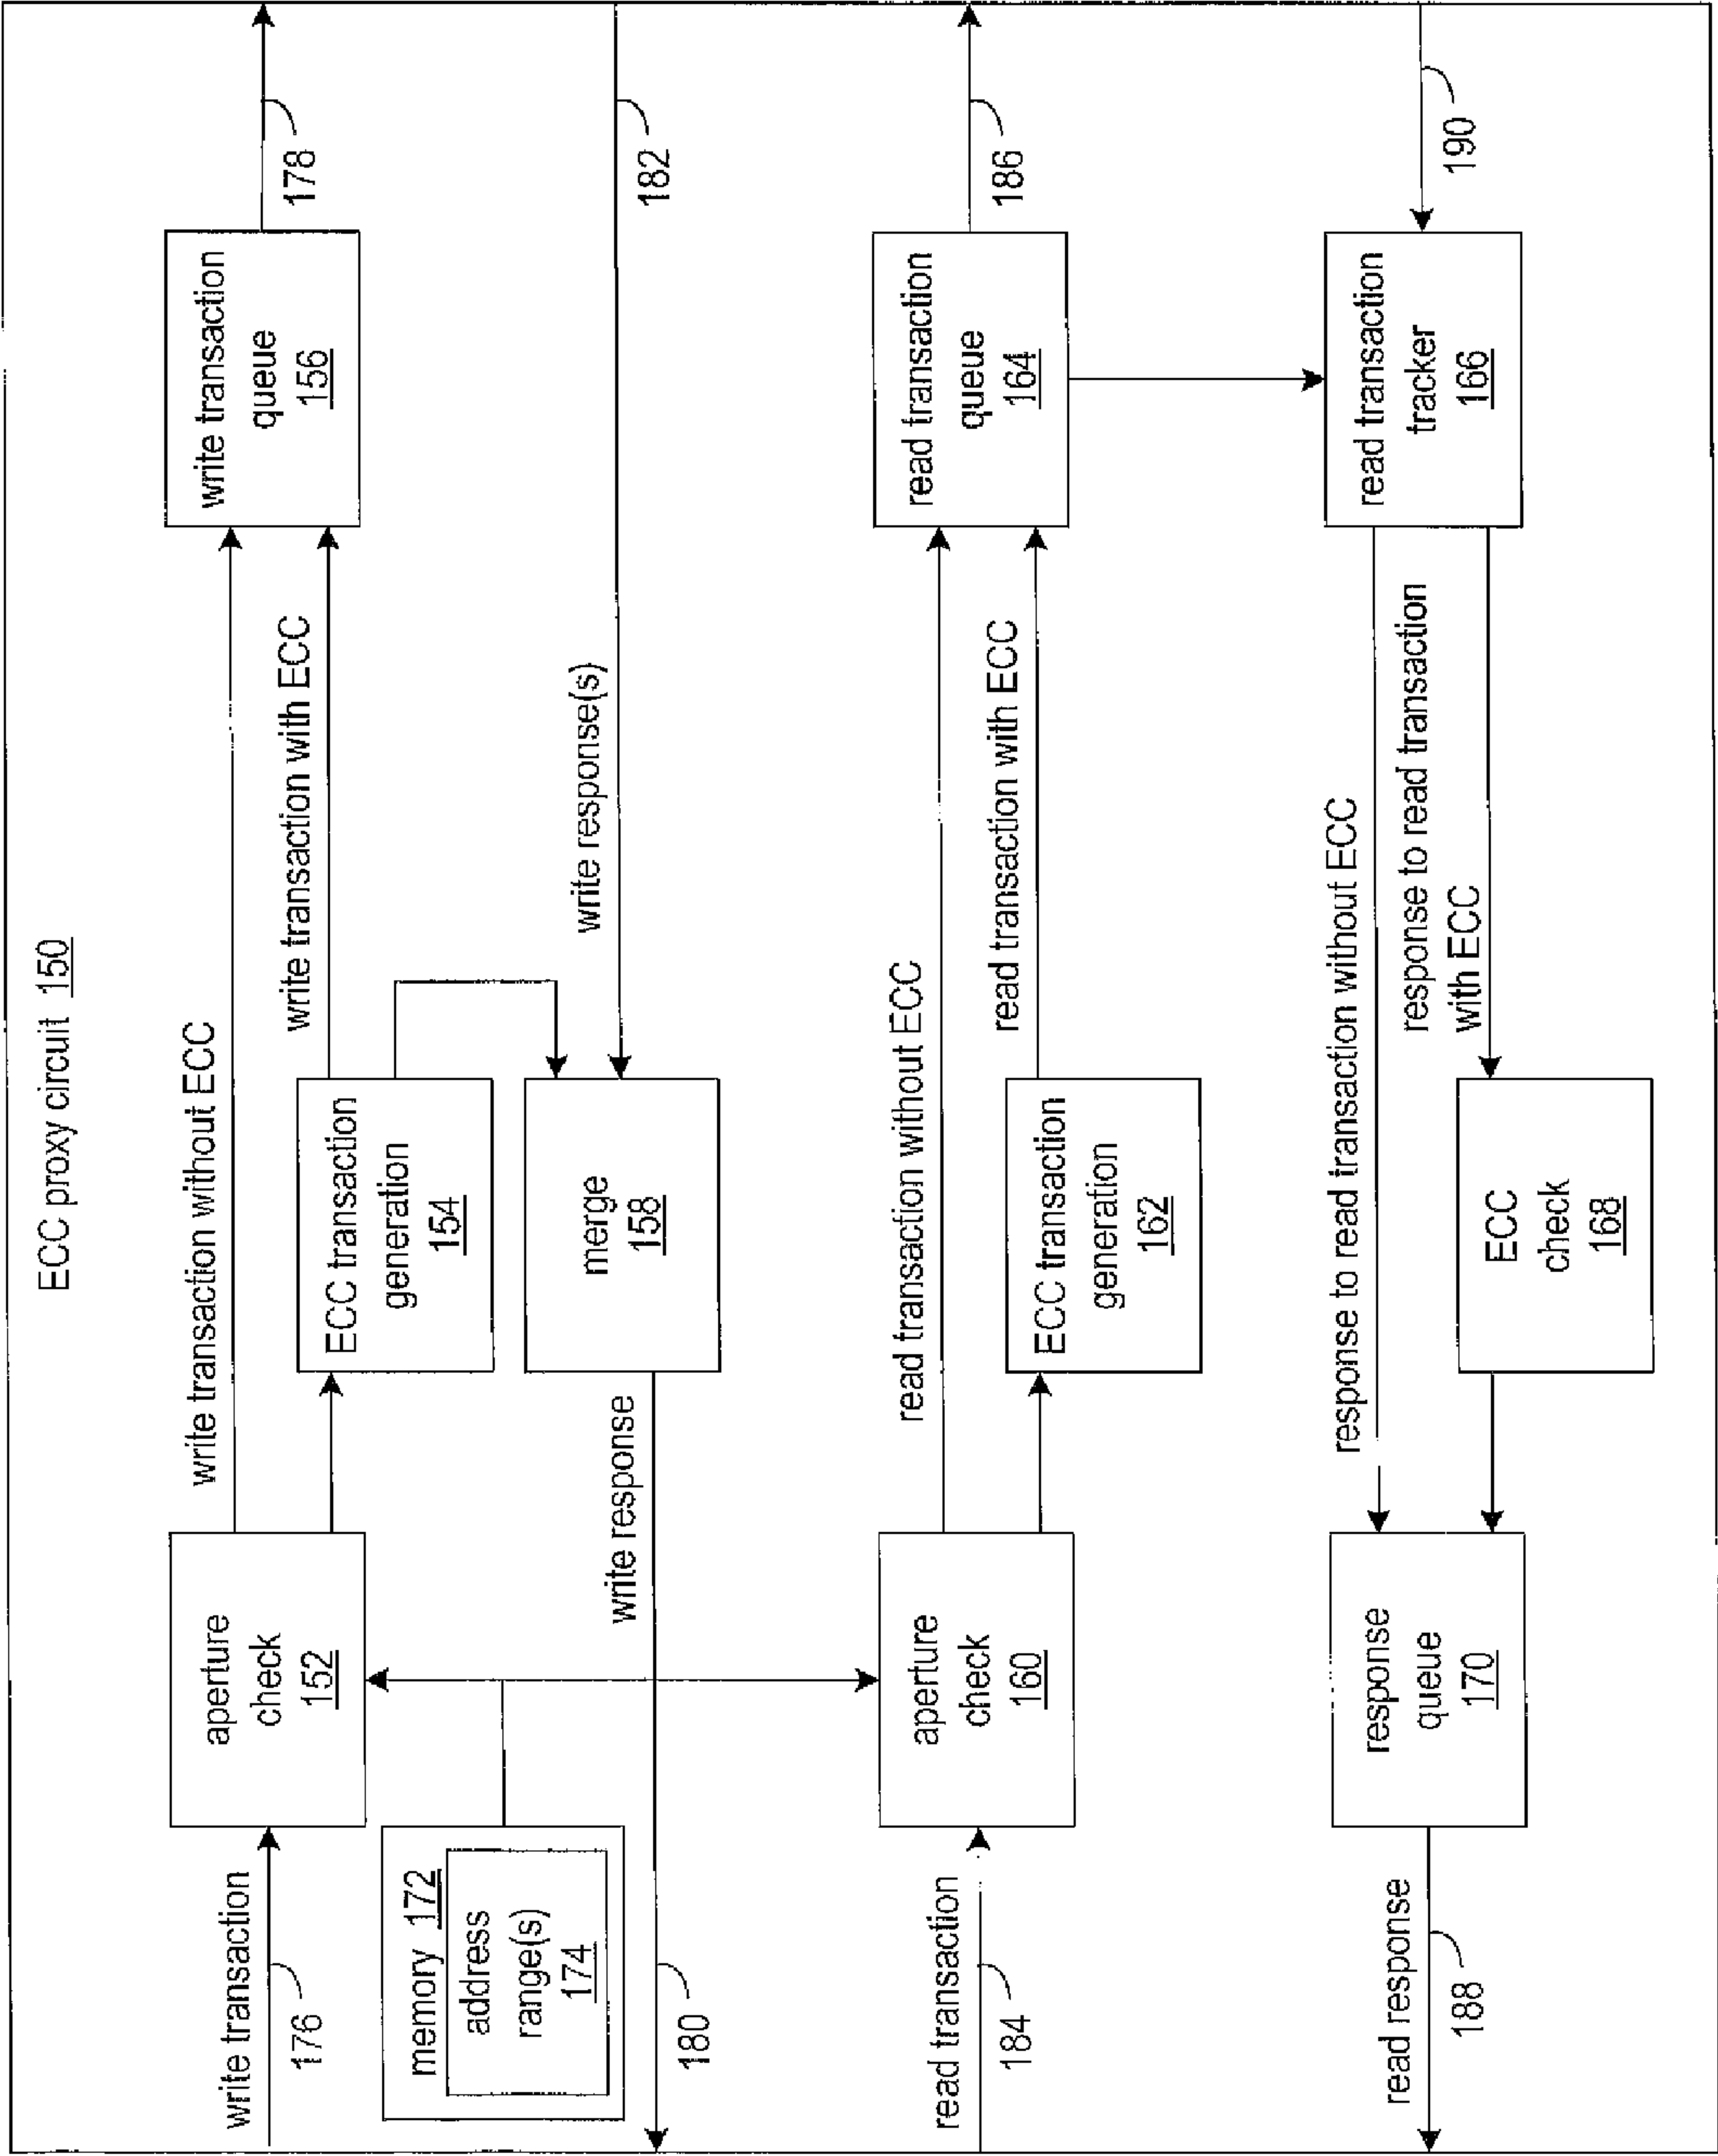 ECC proxy circuit 150
write transaction
176
aperture
check
152
write transaction without ECC
ECC transaction
generation
154
write transaction with ECC
write transaction
queue
156
178
memory 172
address
range(s)
174
180
write response
merge
158
write response(s)
182
read transaction
184
aperture
check
160
read transaction without ECC
ECC transaction
generation
162
read transaction with ECC
read transaction
queue
164
186
read response
188
response
queue
170
response to read transaction without ECC
ECC
check
168
response to read transaction
with ECC
read transaction
tracker
166
190